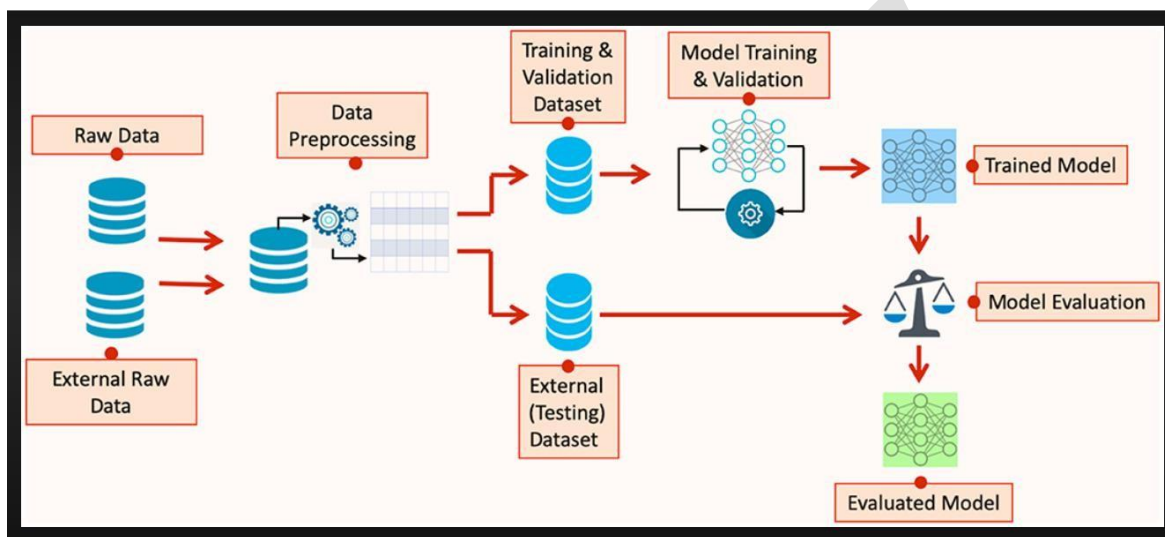 Raw Data
External Raw
Data
Data
Preprocessing
Training &
Validation
Dataset
External
(Testing)
Dataset
Model Training
& Validation
Trained Model
Model Evaluation
Evaluated Model